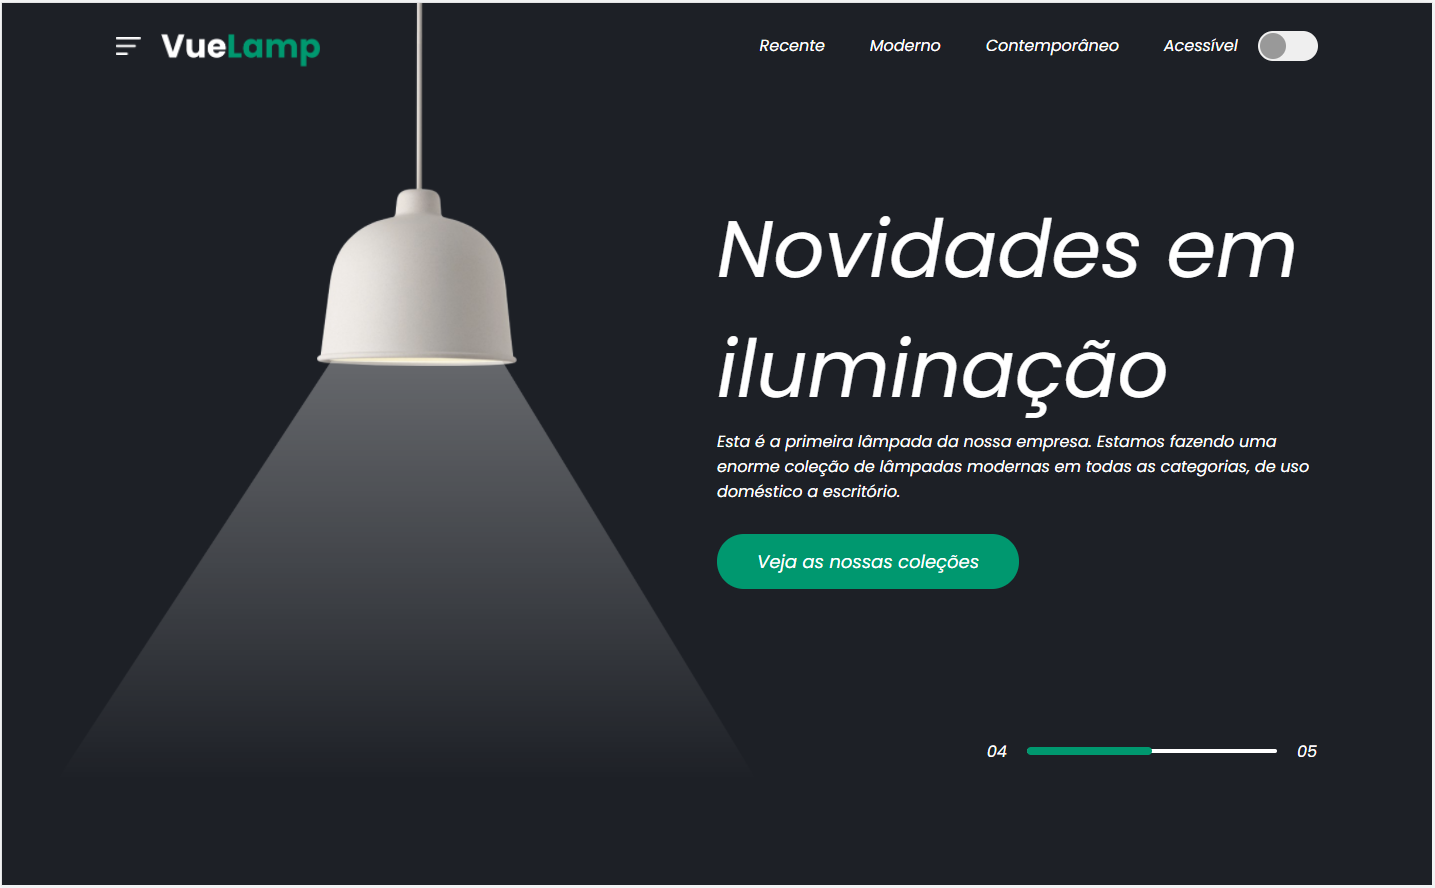 VueLamp
Recente Moderno Contemporâneo Acessível
Novidades em
iluminação
Esta é a primeira lâmpada da nossa empresa. Estamos fazendo uma
enorme coleção de lâmpadas modernas em todas as categorias, de uso
doméstico a escritório.
Veja as nossas coleções
04 05